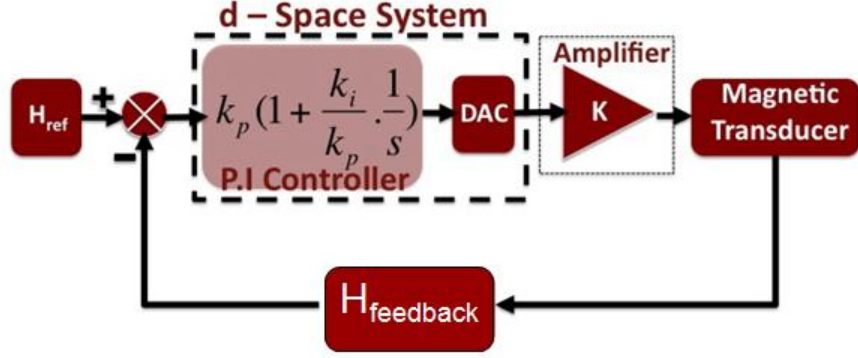 d – Space System
Amplifier
H_ref
+
−
k_p(1 + k_i/k_p . 1/s)
P.I Controller
DAC
K
Magnetic
Transducer
H_feedback